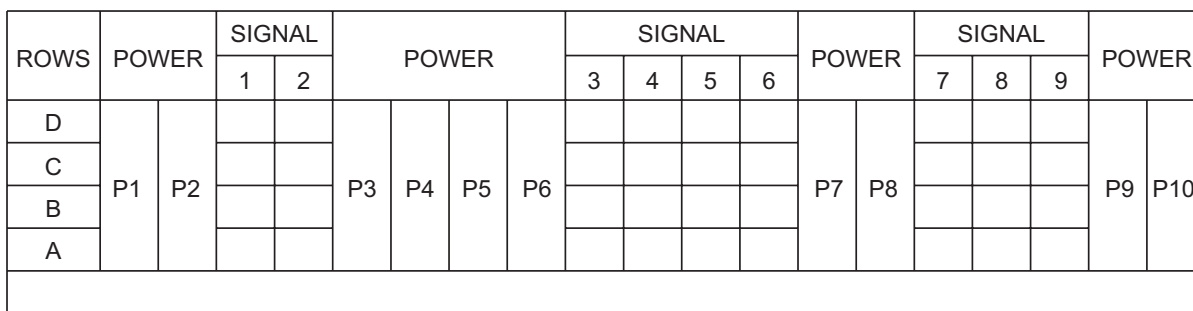 ROWS POWER SIGNAL POWER SIGNAL POWER SIGNAL POWER
1 2 3 4 5 6 7 8 9
D
C
P1 P2 P3 P4 P5 P6 P7 P8 P9 P10
B
A